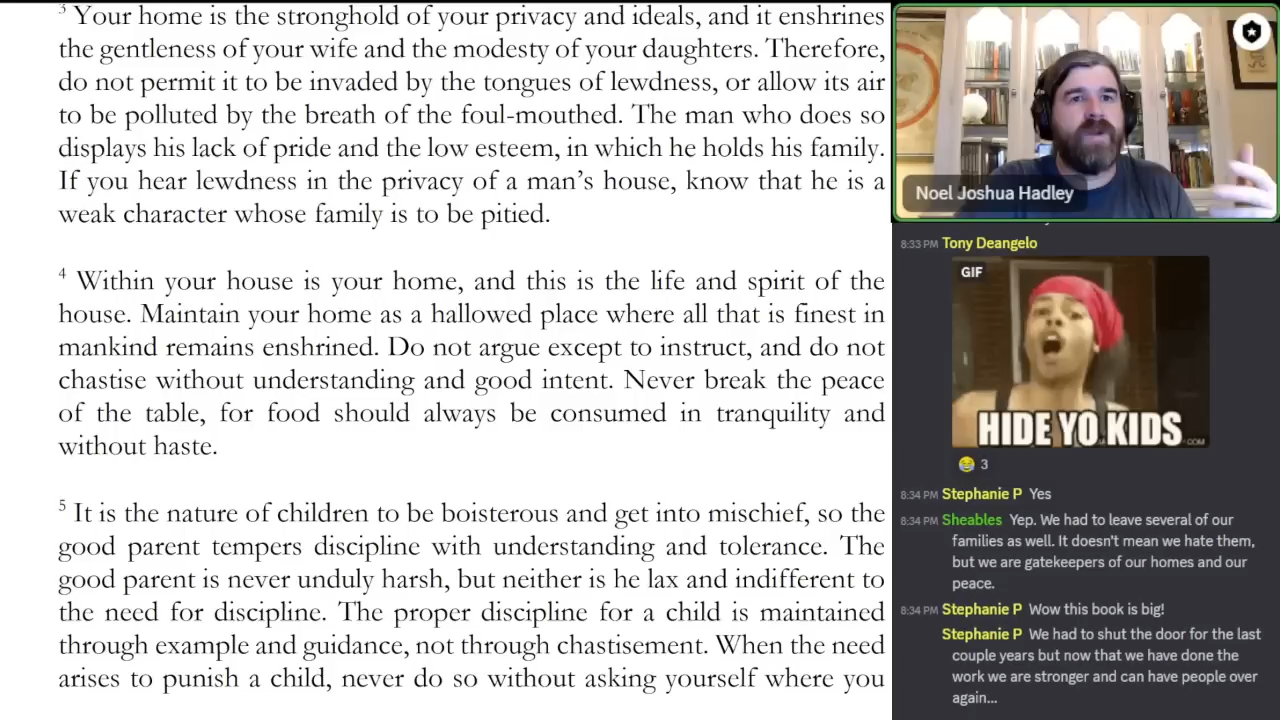 3 Your home is the stronghold of your privacy and ideals, and it enshrines
the gentleness of your wife and the modesty of your daughters. Therefore,
do not permit it to be invaded by the tongues of lewdness, or allow its air
to be polluted by the breath of the foul-mouthed. The man who does so
displays his lack of pride and the low esteem, in which he holds his family.
If you hear lewdness in the privacy of a man's house, know that he is a
weak character whose family is to be pitied.
4 Within your house is your home, and this is the life and spirit of the
house. Maintain your home as a hallowed place where all that is finest in
mankind remains enshrined. Do not argue except to instruct, and do not
chastise without understanding and good intent. Never break the peace
of the table, for food should always be consumed in tranquility and
without haste.
5 It is the nature of children to be boisterous and get into mischief, so the
good parent tempers discipline with understanding and tolerance. The
good parent is never unduly harsh, but neither is he lax and indifferent to
the need for discipline. The proper discipline for a child is maintained
through example and guidance, not through chastisement. When the need
arises to punish a child, never do so without asking yourself where you
Noel Joshua Hadley
8:33 PM Tony Deangelo
GIF
HIDE YO KIDS
😂 3
8:34 PM Stephanie P Yes
8:34 PM Sheables Yep. We had to leave several of our
families as well. It doesn't mean we hate them,
but we are gatekeepers of our homes and our
peace.
8:34 PM Stephanie P Wow this book is big!
Stephanie P We had to shut the door for the last
couple years but now that we have done the
work we are stronger and can have people over
again...